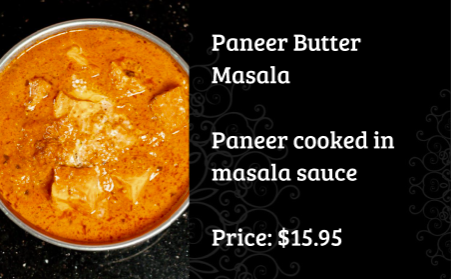 Paneer Butter
Masala
Paneer cooked in
masala sauce
Price: $15.95